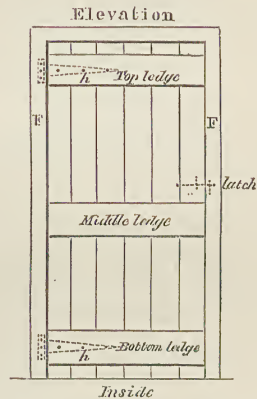 Elevation
Top ledge
h
F
F
latch
Middle ledge
Bottom ledge
h
Inside